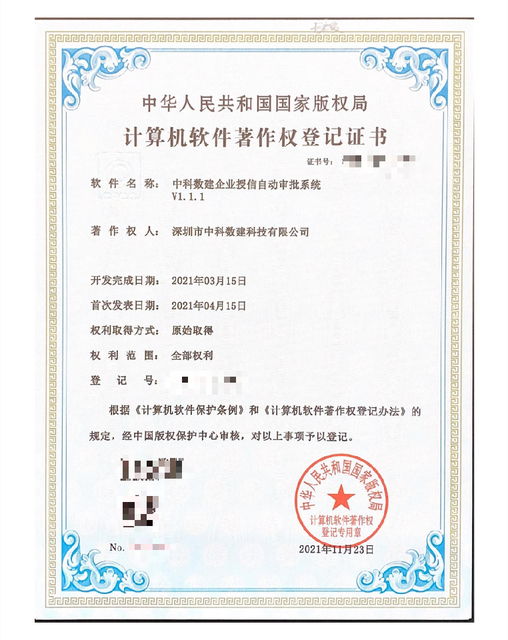 中华人民共和国国家版权局
计算机软件著作权登记证书
证书号：
软件名称： 中科数建企业授信自动审批系统
V1.1.1
著作权人： 深圳市中科数建科技有限公司
开发完成日期： 2021年03月15日
首次发表日期： 2021年04月15日
权利取得方式： 原始取得
权利范围： 全部权利
登记号：
根据《计算机软件保护条例》和《计算机软件著作权登记办法》的
规定，经中国版权保护中心审核，对以上事项予以登记。
中华人民共和国国家版权局
计算机软件著作权
登记专用章
No.
2021年11月23日